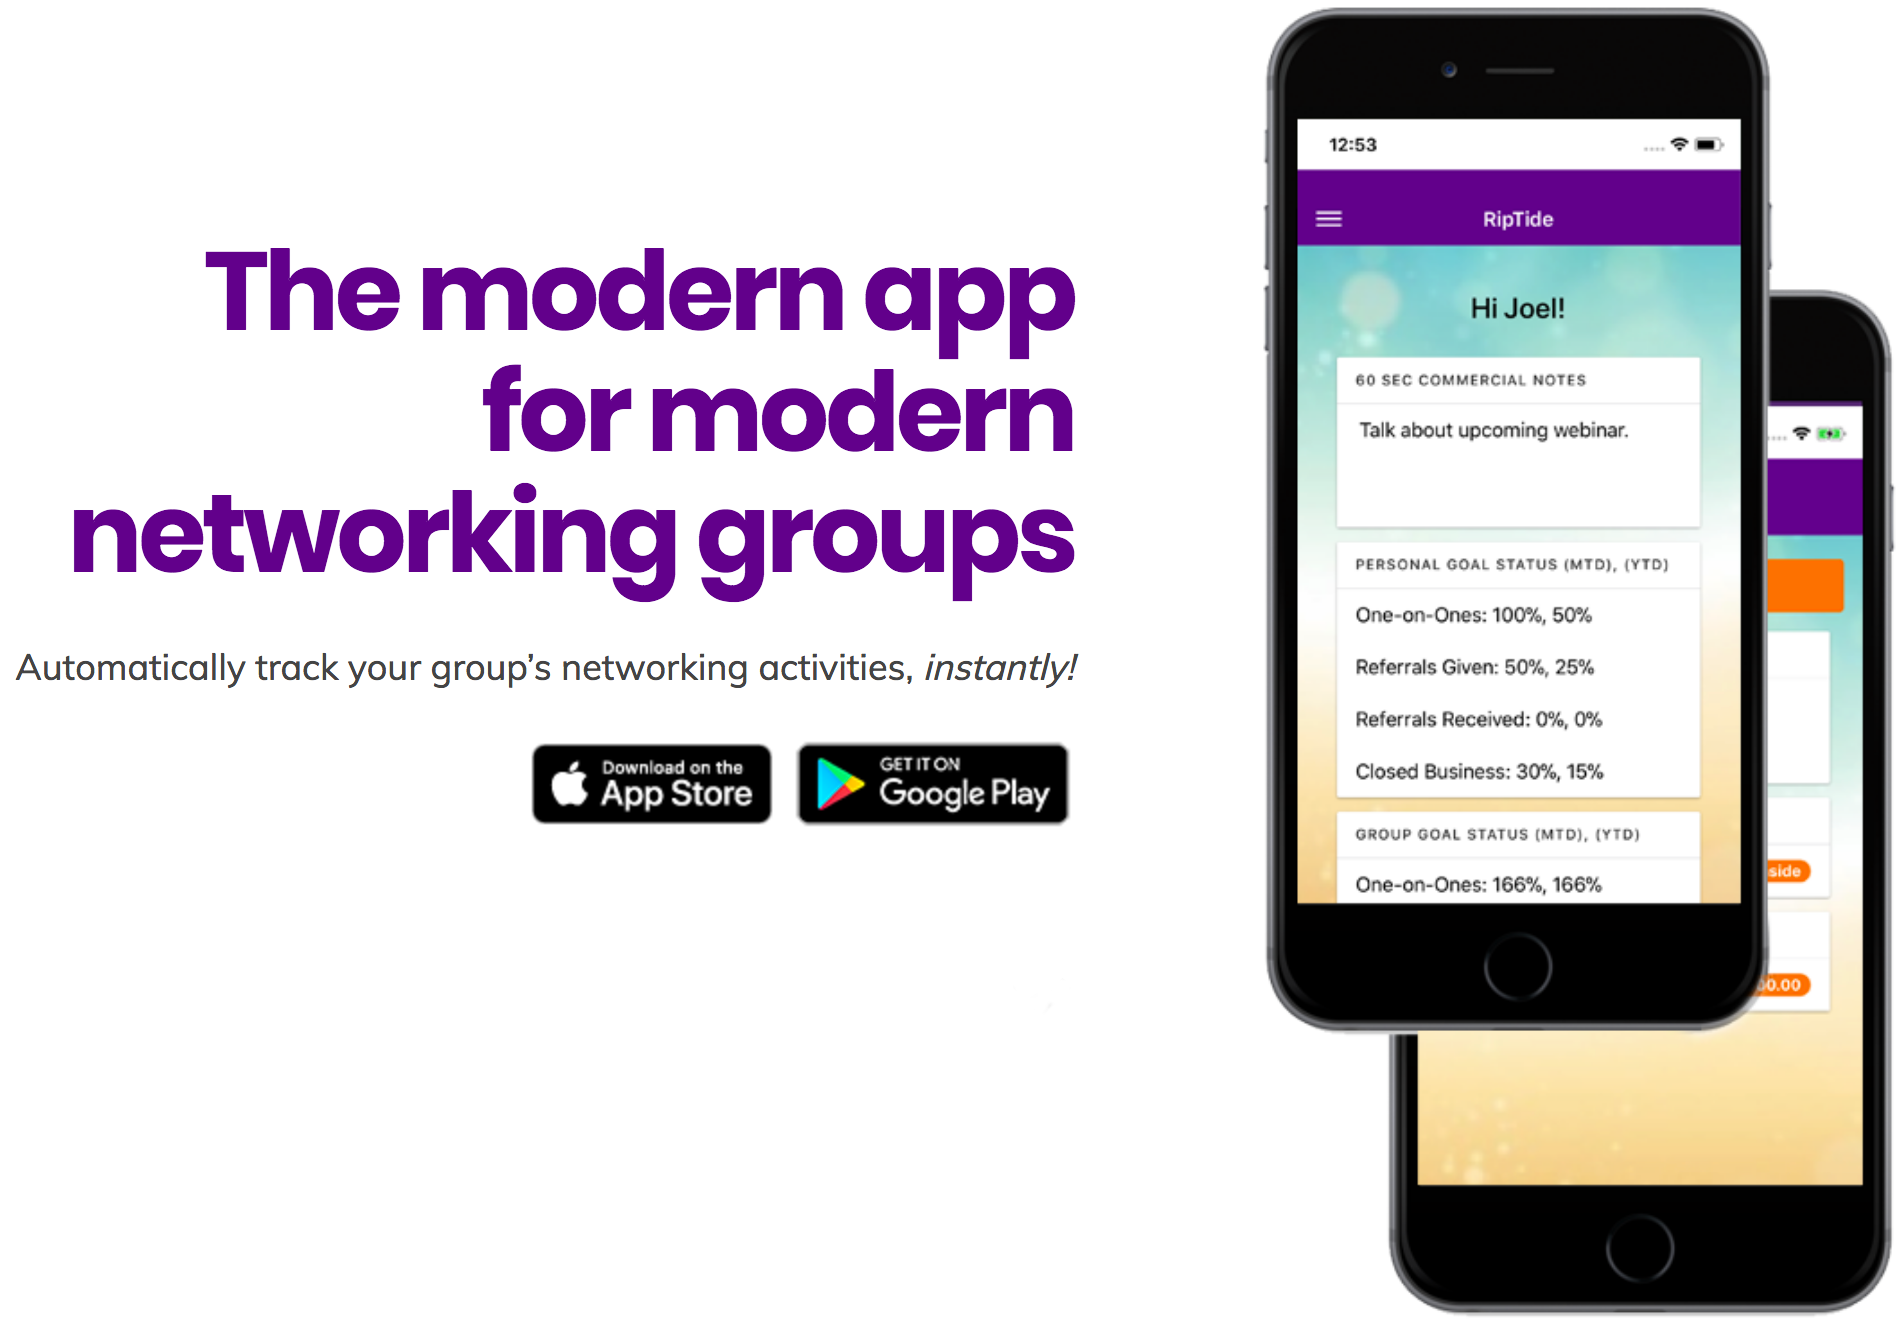 The modern app
for modern
networking groups
Automatically track your group's networking activities, instantly!
Download on the
App Store
GET IT ON
Google Play
12:53
RipTide
Hi Joel!
60 SEC COMMERCIAL NOTES
Talk about upcoming webinar.
PERSONAL GOAL STATUS (MTD), (YTD)
One-on-Ones: 100%, 50%
Referrals Given: 50%, 25%
Referrals Received: 0%, 0%
Closed Business: 30%, 15%
GROUP GOAL STATUS (MTD), (YTD)
One-on-Ones: 166%, 166%
side
00.00